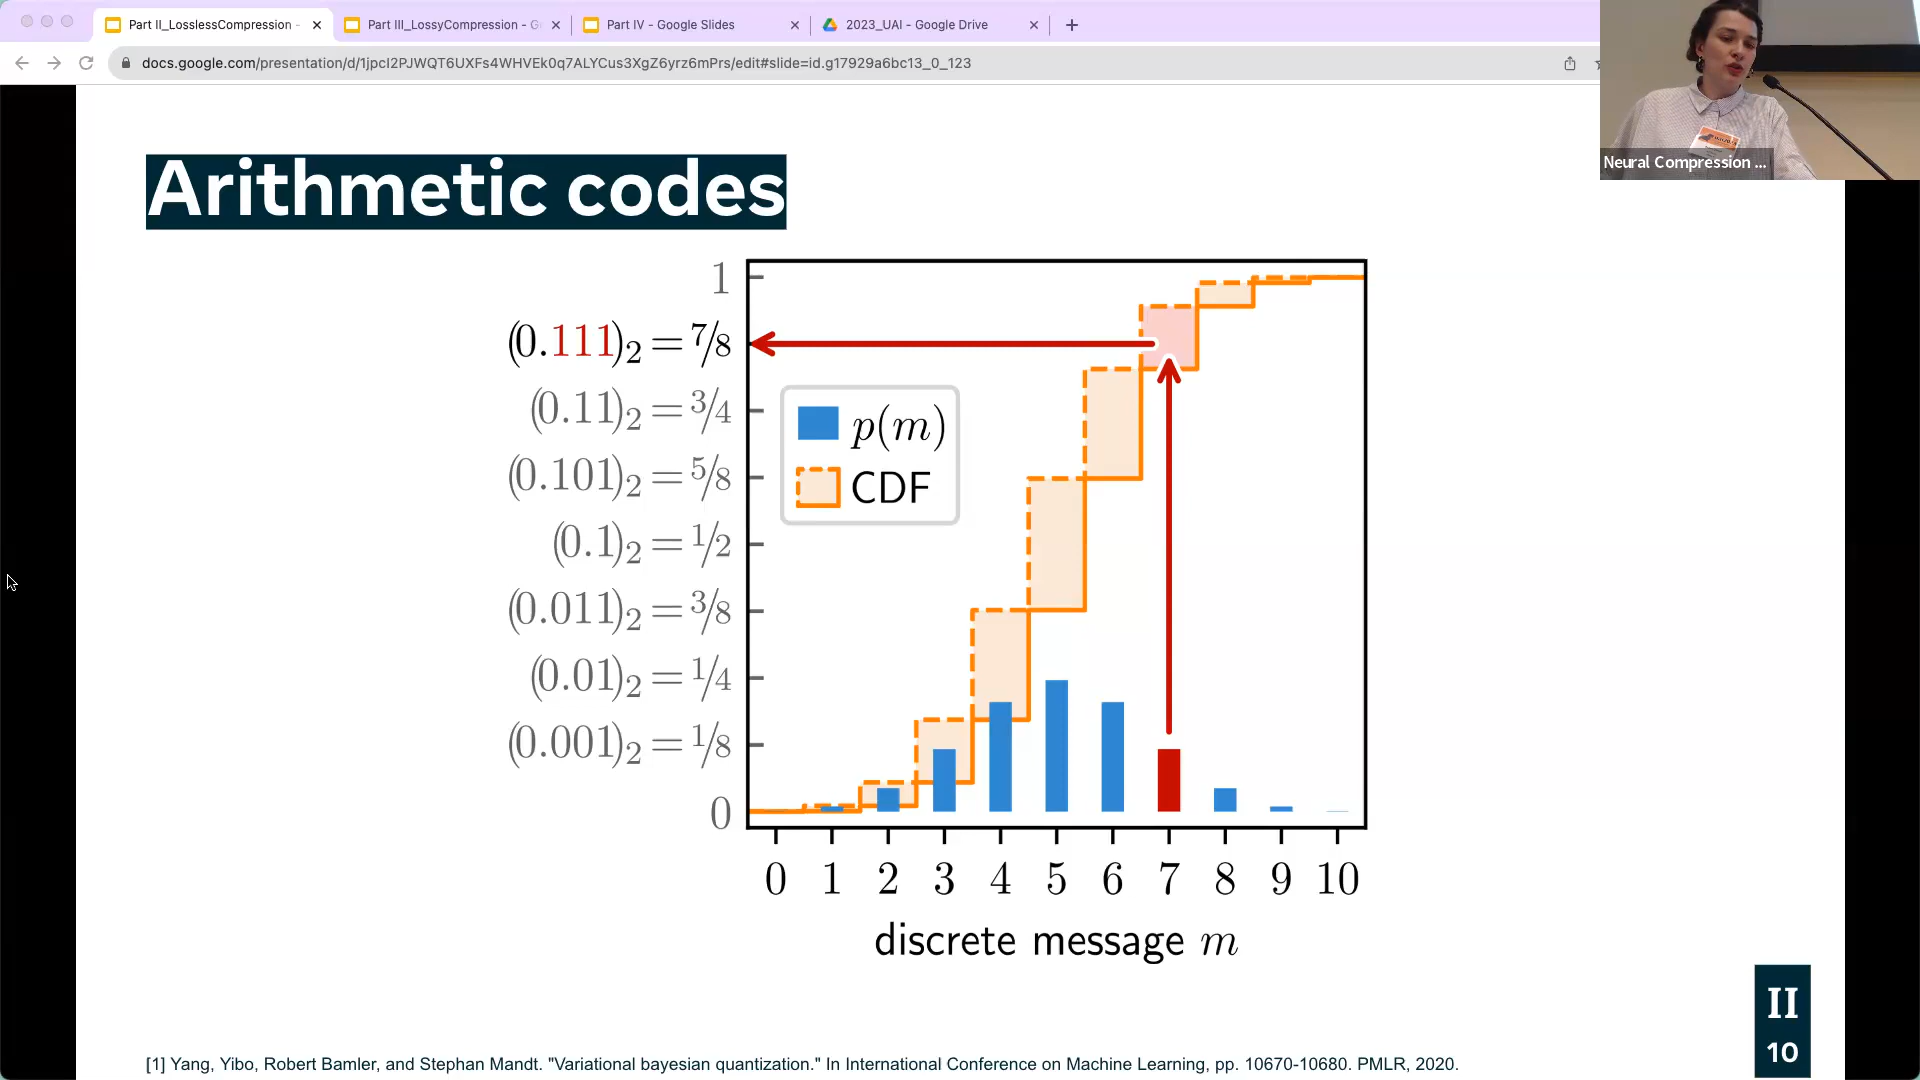 Part II_LosslessCompression -
Part III_LossyCompression - G
Part IV - Google Slides
2023_UAI - Google Drive
docs.google.com/presentation/d/1jpcI2PJWQT6UXFs4WHVEk0q7ALYCus3XgZ6yrz6mPrs/edit#slide=id.g17929a6bc13_0_123
Neural Compression ...
Arithmetic codes
1
(0.111)₂ = 7/8
(0.11)₂ = 3/4
(0.101)₂ = 5/8
(0.1)₂ = 1/2
(0.011)₂ = 3/8
(0.01)₂ = 1/4
(0.001)₂ = 1/8
0
p(m)
CDF
0 1 2 3 4 5 6 7 8 9 10
discrete message m
II
10
[1] Yang, Yibo, Robert Bamler, and Stephan Mandt. "Variational bayesian quantization." In International Conference on Machine Learning, pp. 10670-10680. PMLR, 2020.